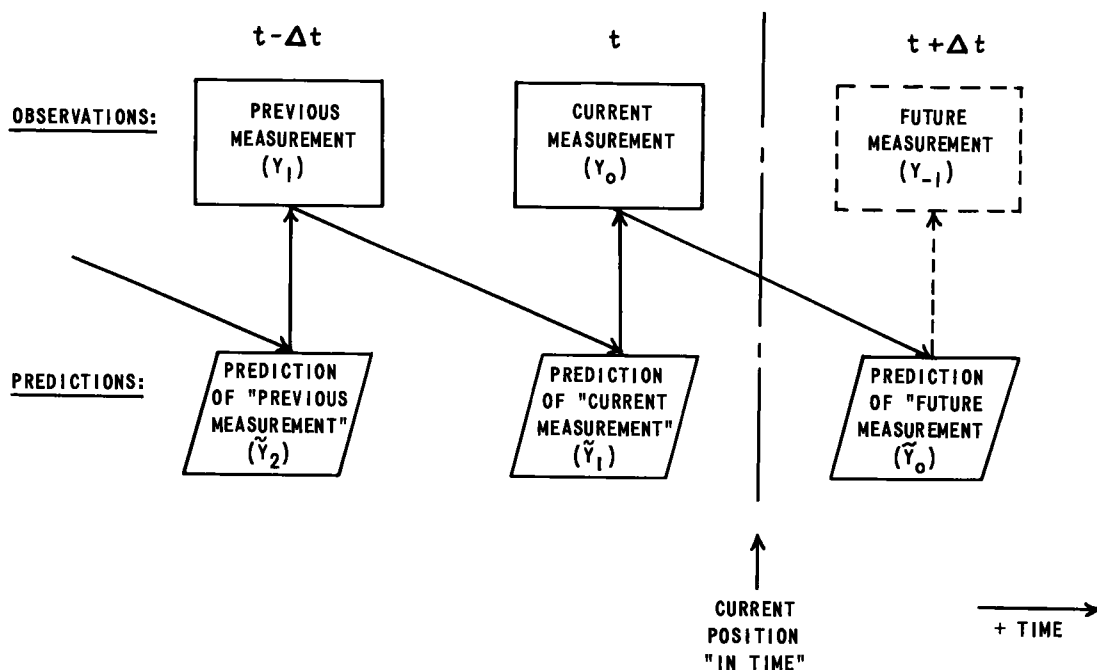 t-Δt
t
t+Δt
OBSERVATIONS:
PREVIOUS
MEASUREMENT
(Y₁)
CURRENT
MEASUREMENT
(Y₀)
FUTURE
MEASUREMENT
(Y₋₁)
PREDICTIONS:
PREDICTION
OF "PREVIOUS
MEASUREMENT"
(Ỹ₂)
PREDICTION
OF "CURRENT
MEASUREMENT"
(Ỹ₁)
PREDICTION
OF "FUTURE
MEASUREMENT
(Ỹ₀)
CURRENT
POSITION
"IN TIME"
+ TIME